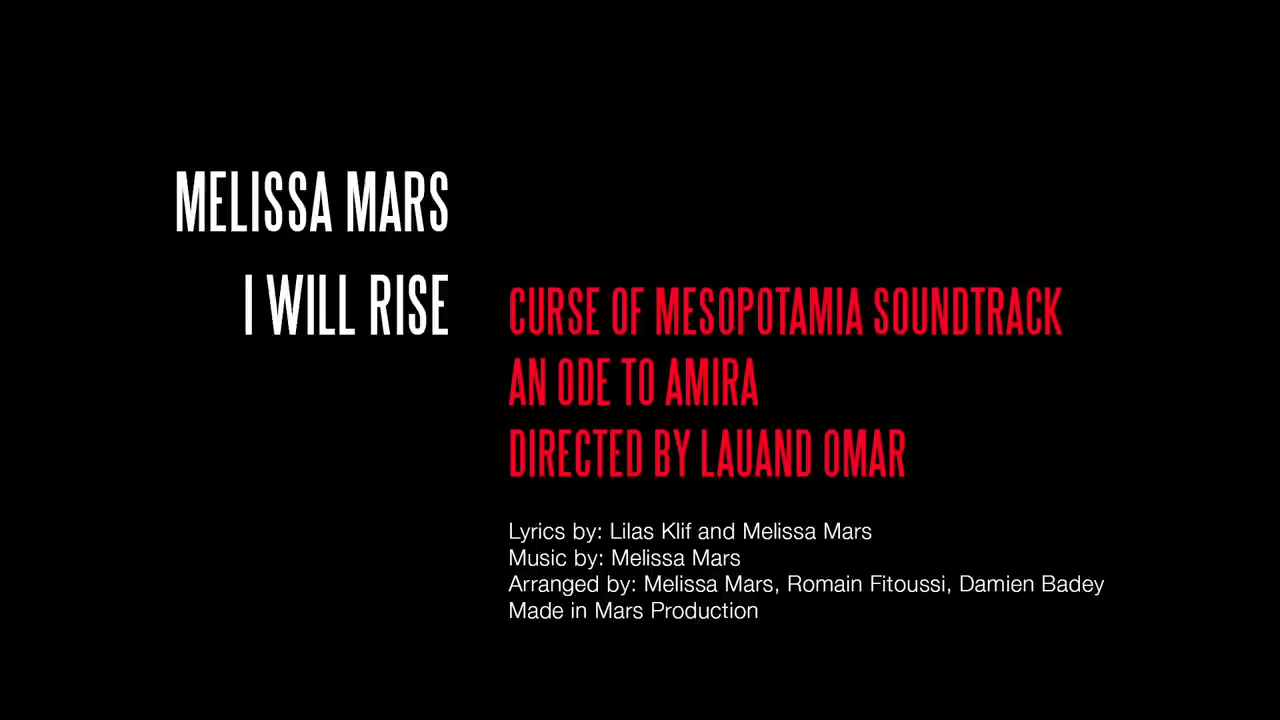 MELISSA MARS
I WILL RISE
CURSE OF MESOPOTAMIA SOUNDTRACK
AN ODE TO AMIRA
DIRECTED BY LAUAND OMAR
Lyrics by: Lilas Klif and Melissa Mars
Music by: Melissa Mars
Arranged by: Melissa Mars, Romain Fitoussi, Damien Badey
Made in Mars Production